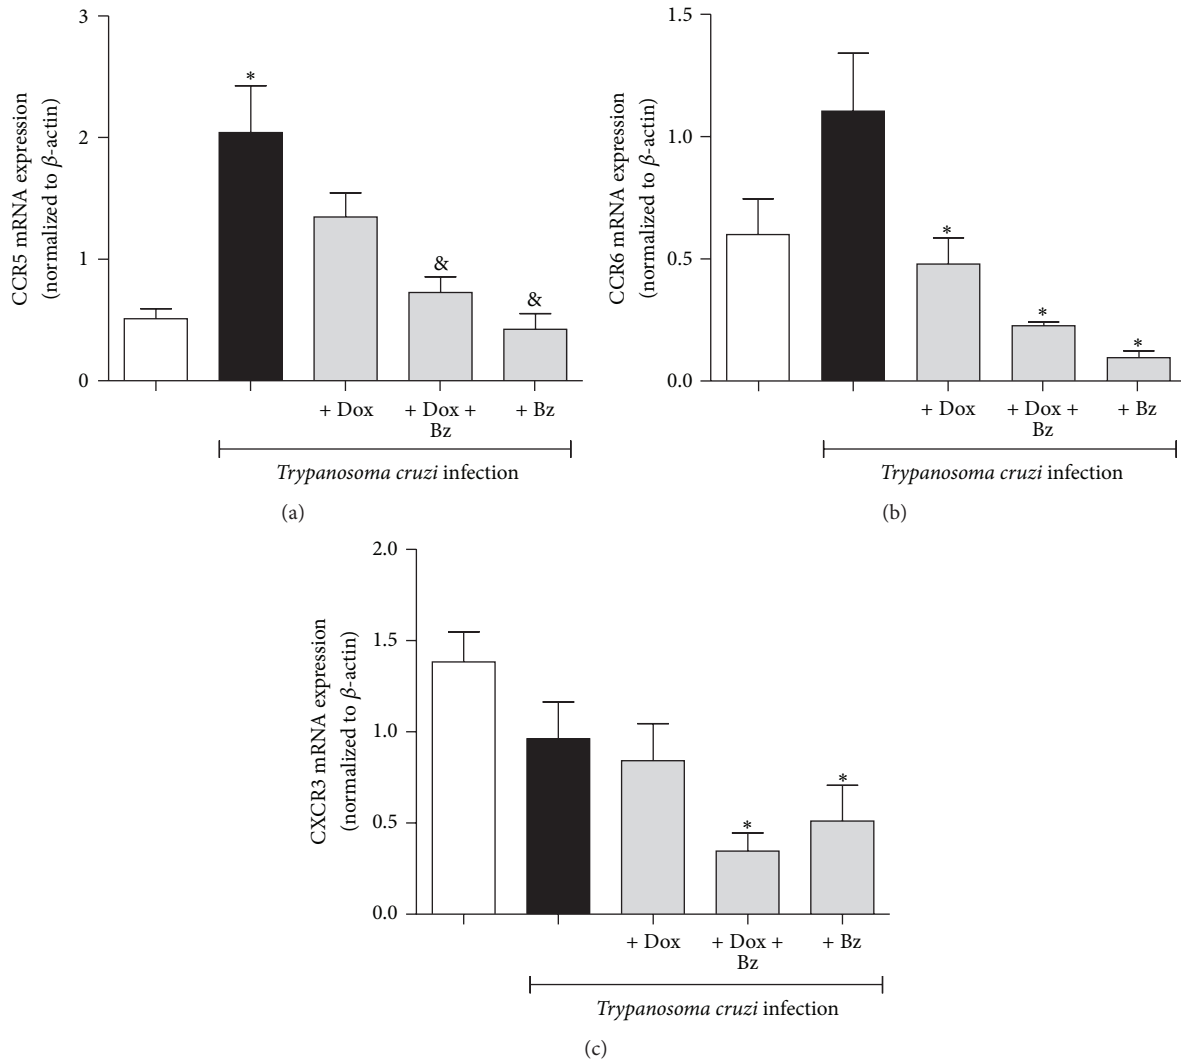 CCR5 mRNA expression
(normalized to β-actin)
3
2
1
0
*
&
&
+ Dox
+ Dox +
Bz
+ Bz
Trypanosoma cruzi infection
(a)
CCR6 mRNA expression
(normalized to β-actin)
1.5
1.0
0.5
0.0
*
*
*
+ Dox
+ Dox +
Bz
+ Bz
Trypanosoma cruzi infection
(b)
CXCR3 mRNA expression
(normalized to β-actin)
2.0
1.5
1.0
0.5
0.0
*
*
+ Dox
+ Dox +
Bz
+ Bz
Trypanosoma cruzi infection
(c)